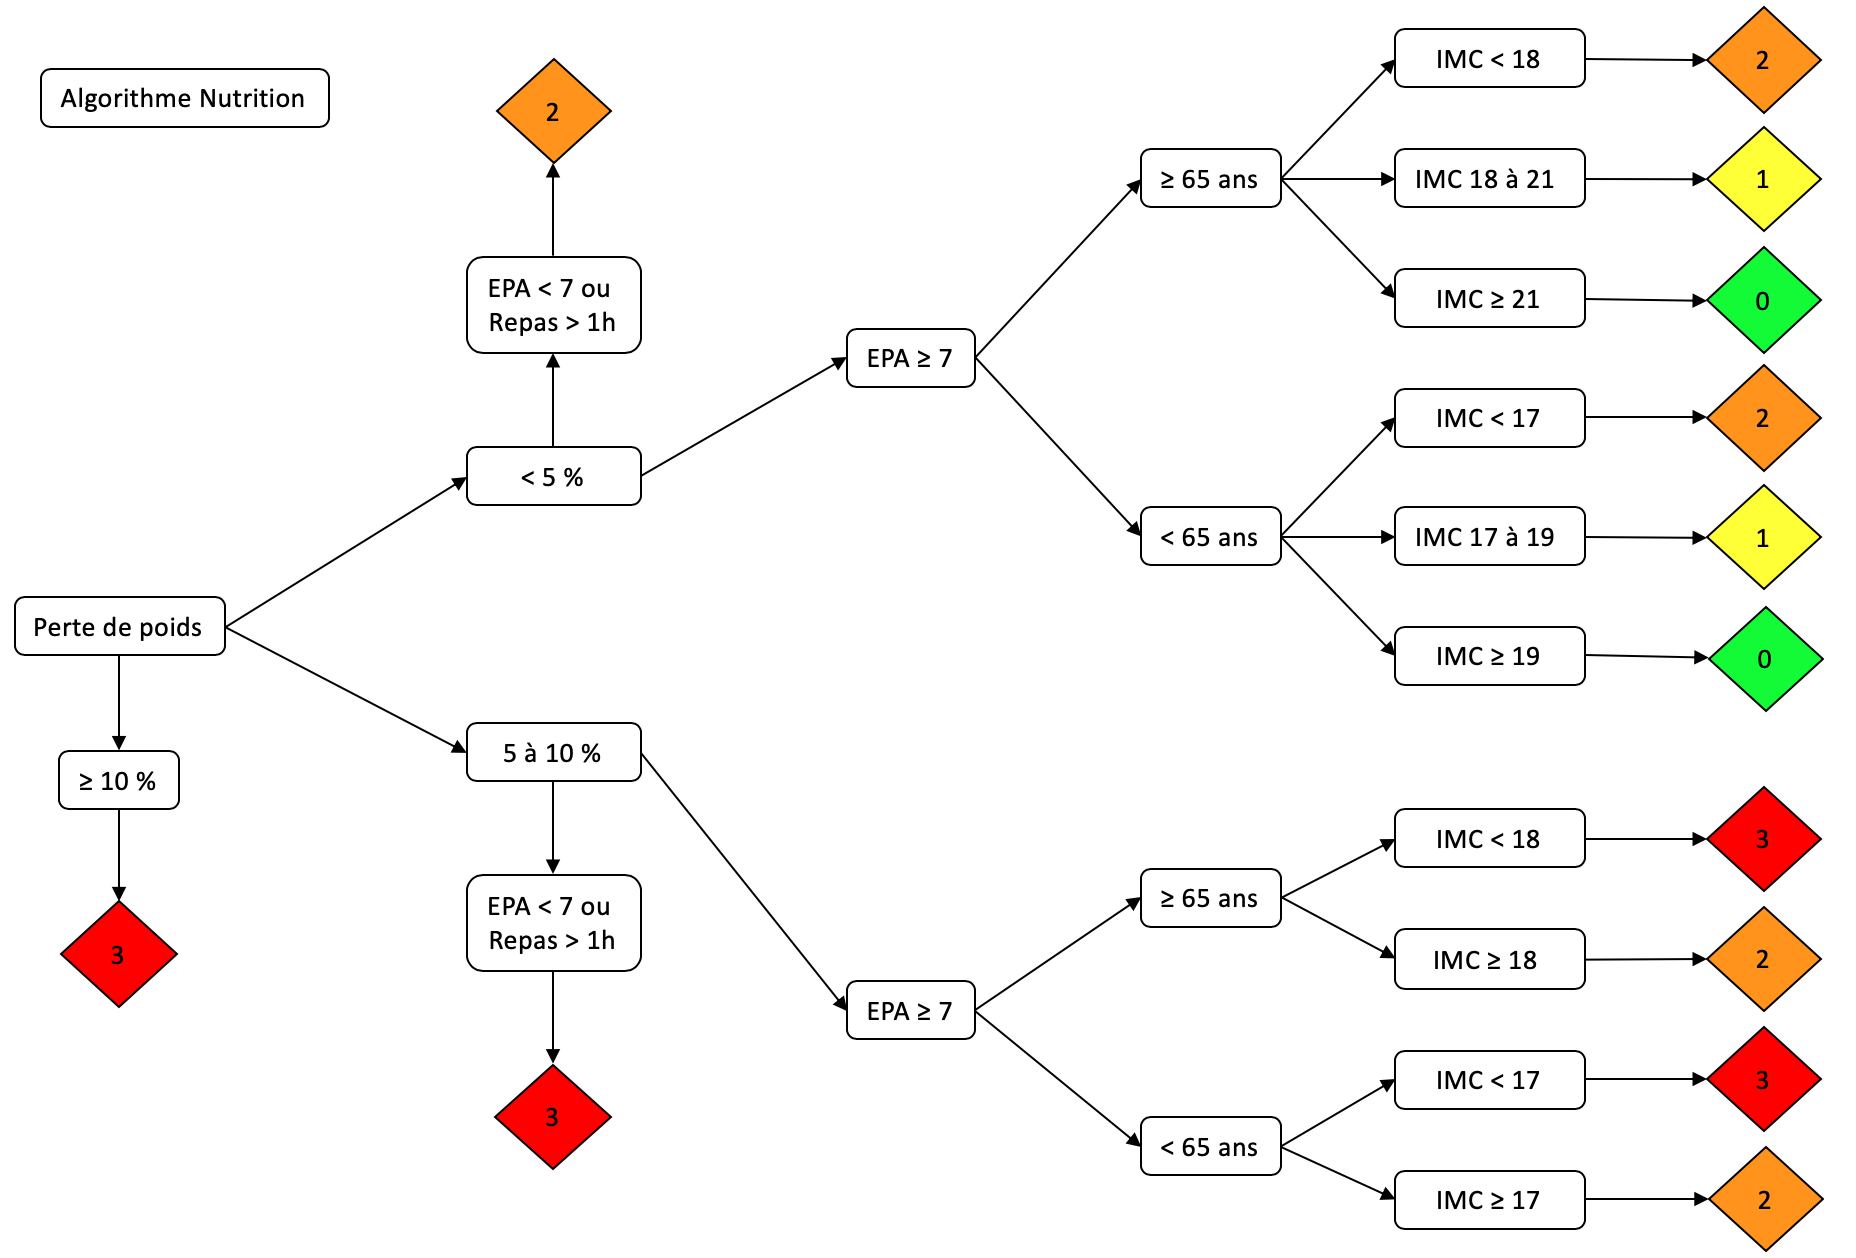 Algorithme Nutrition
2
EPA < 7 ou
Repas > 1h
< 5 %
Perte de poids
≥ 10 %
3
5 à 10 %
EPA < 7 ou
Repas > 1h
3
EPA ≥ 7
≥ 65 ans
IMC < 18
2
IMC 18 à 21
1
IMC ≥ 21
0
< 65 ans
IMC < 17
2
IMC 17 à 19
1
IMC ≥ 19
0
EPA ≥ 7
≥ 65 ans
IMC < 18
3
IMC ≥ 18
2
< 65 ans
IMC < 17
3
IMC ≥ 17
2